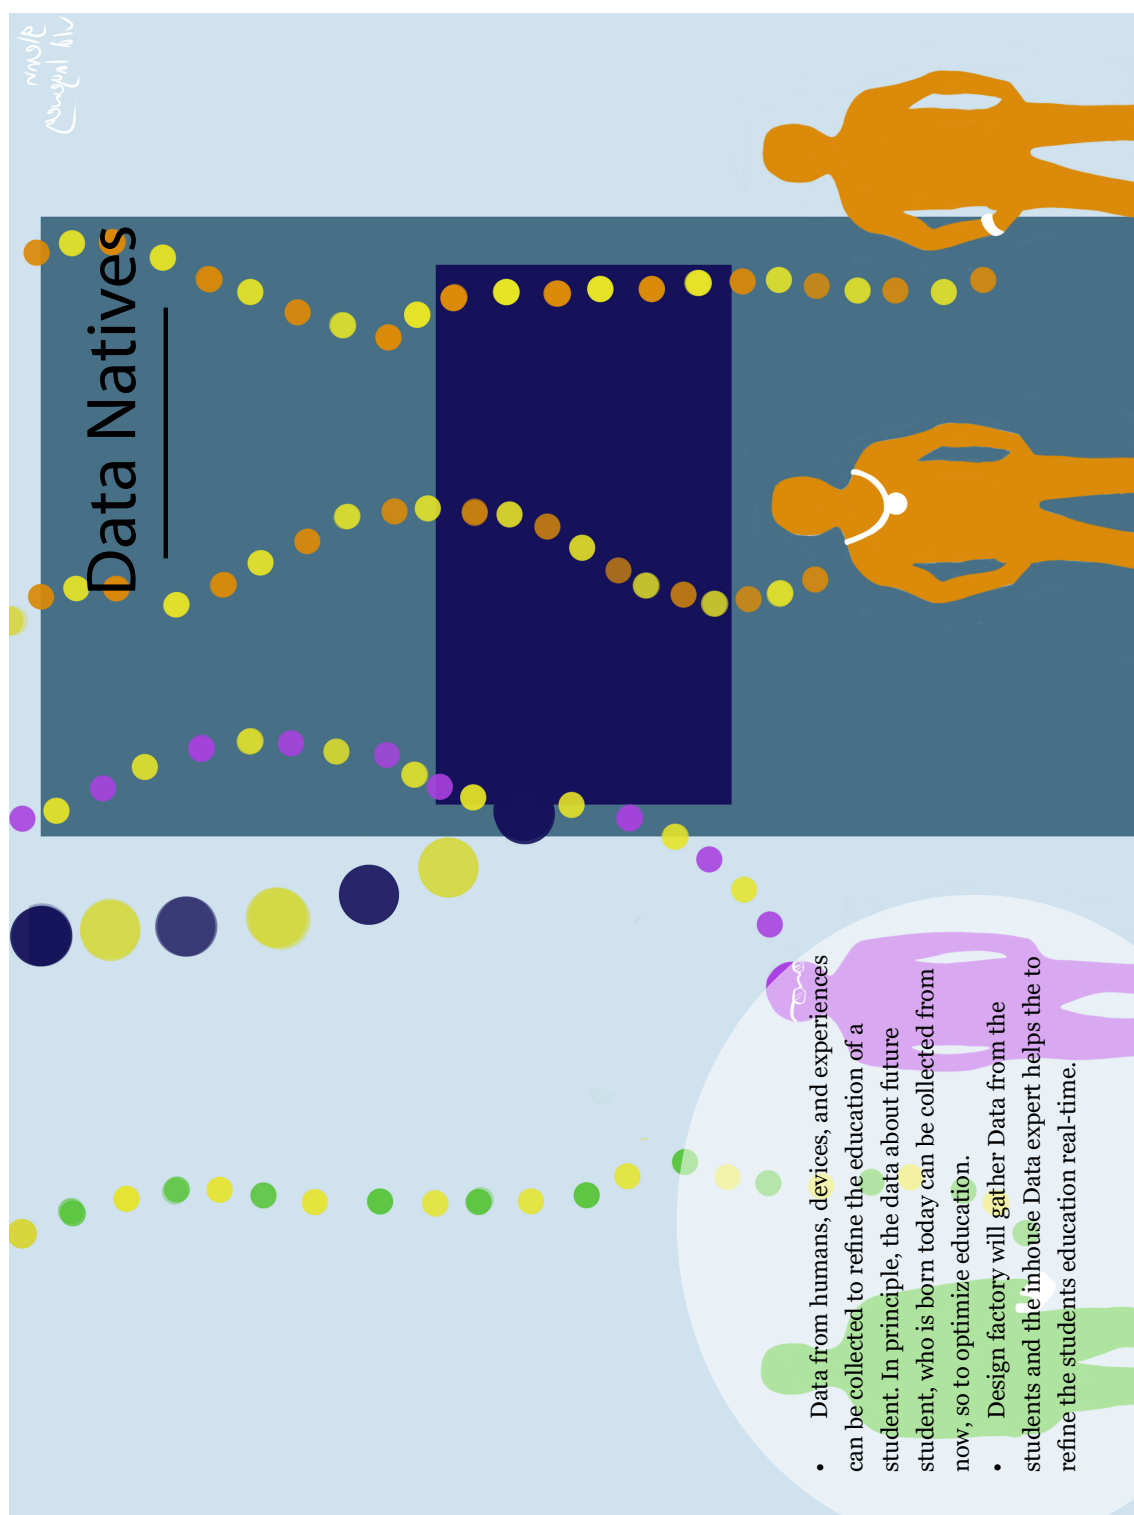 Data Natives
• Data from humans, devices, and experiences
can be collected to refine the education of a
student. In principle, the data about future
student, who is born today can be collected from
now, so to optimize education.
• Design factory will gather Data from the
students and the inhouse Data expert helps the to
refine the students education real-time.